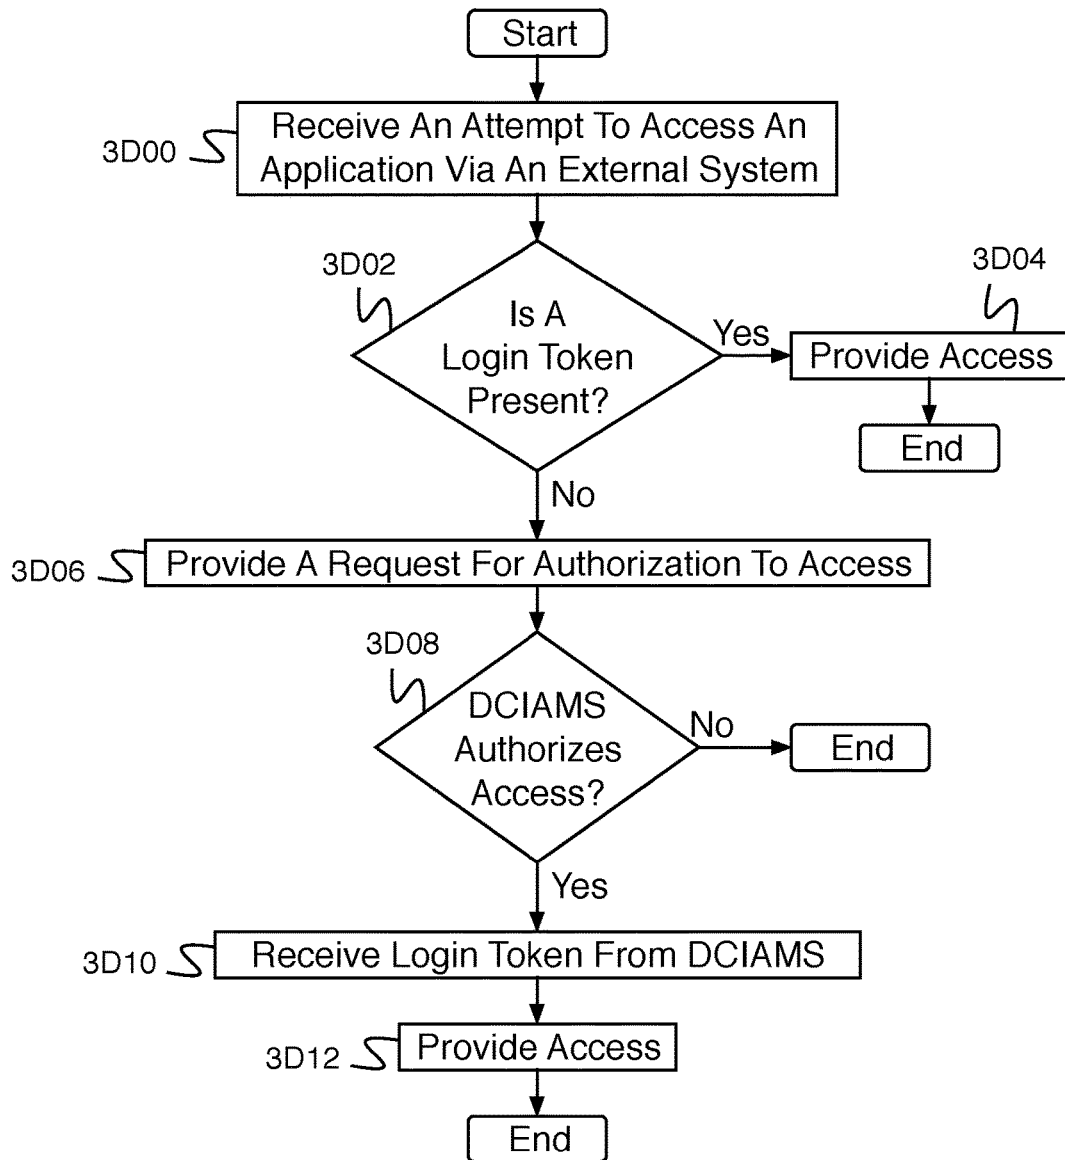 Start
3D00
Receive An Attempt To Access An
Application Via An External System
3D02
Is A
Login Token
Present?
Yes
3D04
Provide Access
End
No
3D06
Provide A Request For Authorization To Access
3D08
DCIAMS
Authorizes
Access?
No
End
Yes
3D10
Receive Login Token From DCIAMS
3D12
Provide Access
End